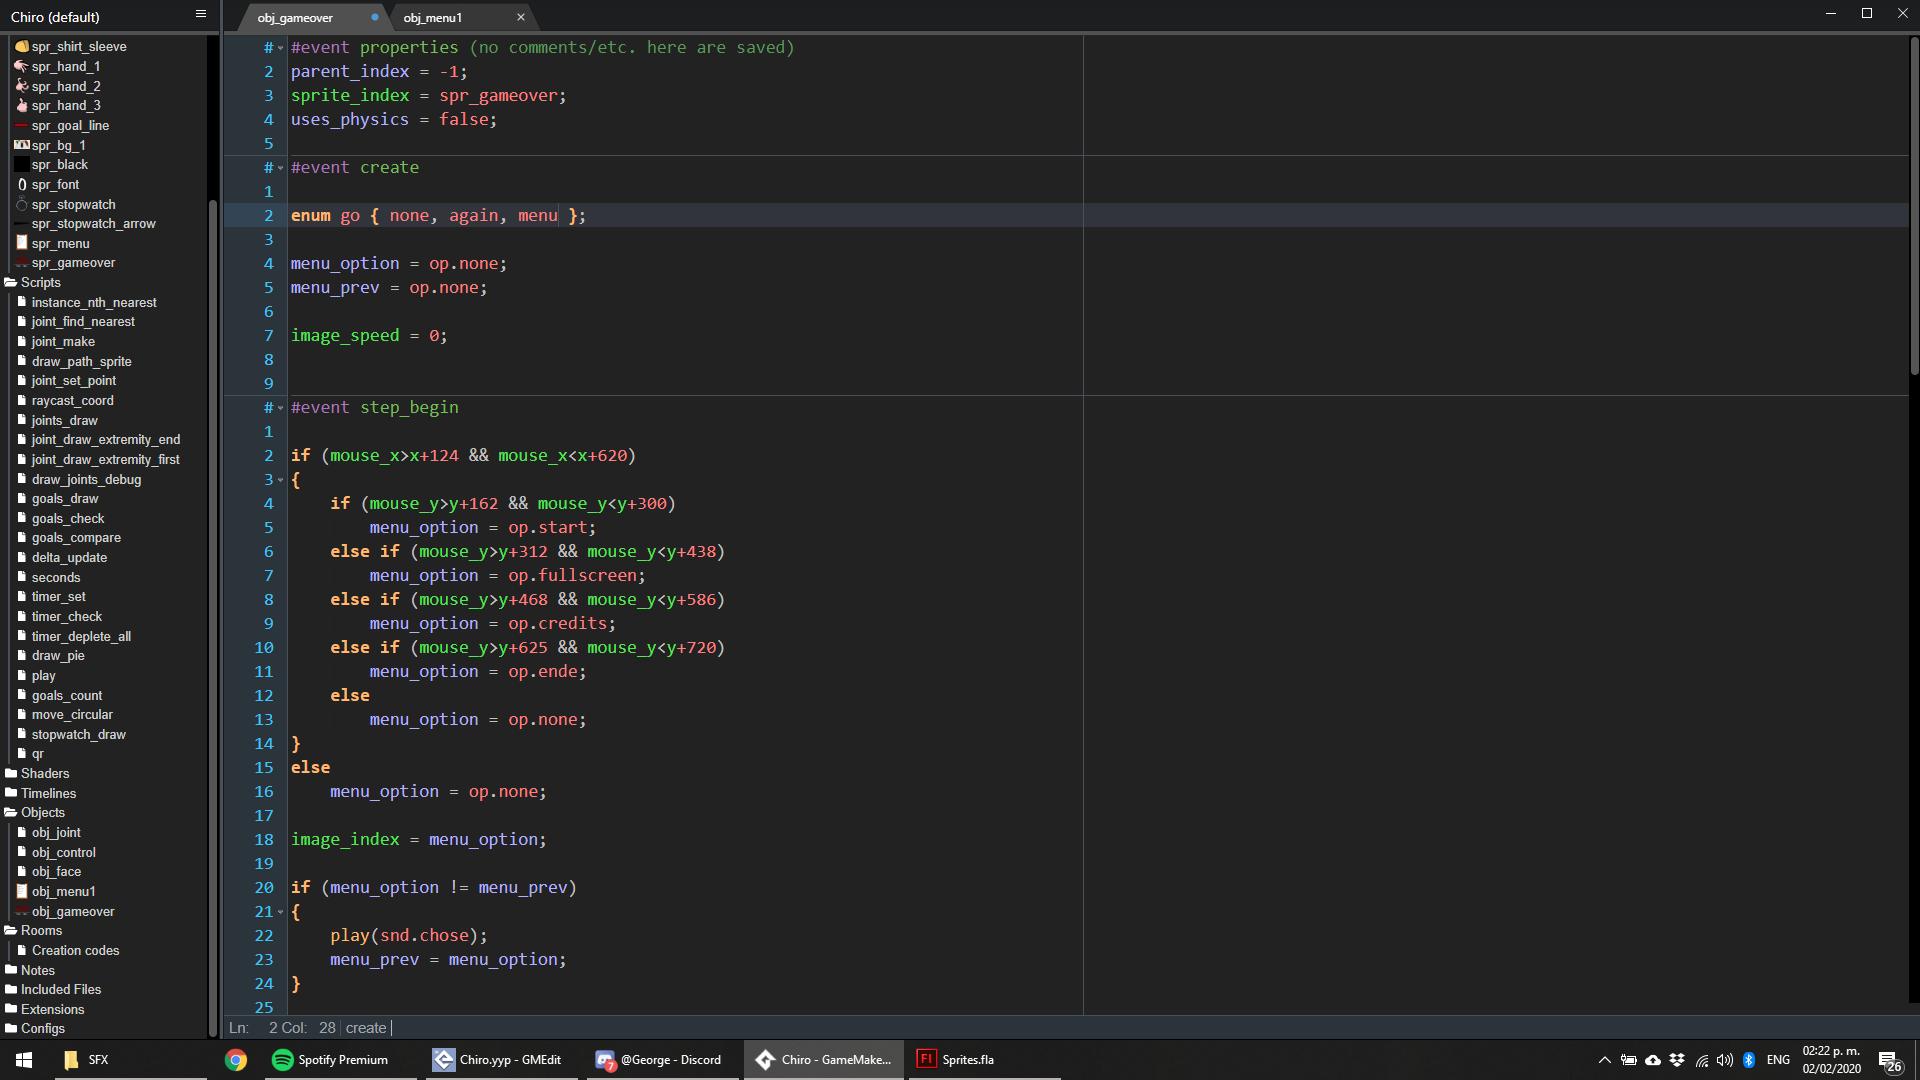 Chiro (default)
spr_shirt_sleeve
spr_hand_1
spr_hand_2
spr_hand_3
spr_goal_line
spr_bg_1
spr_black
spr_font
spr_stopwatch
spr_stopwatch_arrow
spr_menu
spr_gameover
Scripts
instance_nth_nearest
joint_find_nearest
joint_make
draw_path_sprite
joint_set_point
raycast_coord
joints_draw
joint_draw_extremity_end
joint_draw_extremity_first
draw_joints_debug
goals_draw
goals_check
goals_compare
delta_update
seconds
timer_set
timer_check
timer_deplete_all
draw_pie
play
goals_count
move_circular
stopwatch_draw
qr
Shaders
Timelines
Objects
obj_joint
obj_control
obj_face
obj_menu1
obj_gameover
Rooms
Creation codes
Notes
Included Files
Extensions
Configs
obj_gameover
obj_menu1
# #event properties (no comments/etc. here are saved)
2 parent_index = -1;
3 sprite_index = spr_gameover;
4 uses_physics = false;
5
# #event create
1
2 enum go { none, again, menu };
3
4 menu_option = op.none;
5 menu_prev = op.none;
6
7 image_speed = 0;
8
9
# #event step_begin
1
2 if (mouse_x>x+124 && mouse_x<x+620)
3 {
4 if (mouse_y>y+162 && mouse_y<y+300)
5 menu_option = op.start;
6 else if (mouse_y>y+312 && mouse_y<y+438)
7 menu_option = op.fullscreen;
8 else if (mouse_y>y+468 && mouse_y<y+586)
9 menu_option = op.credits;
10 else if (mouse_y>y+625 && mouse_y<y+720)
11 menu_option = op.ende;
12 else
13 menu_option = op.none;
14 }
15 else
16 menu_option = op.none;
17
18 image_index = menu_option;
19
20 if (menu_option != menu_prev)
21 {
22 play(snd.chose);
23 menu_prev = menu_option;
24 }
25
Ln: 2 Col: 28 create
SFX
Spotify Premium
Chiro.yyp - GMEdit
7
@George - Discord
Chiro - GameMake...
Fl
Sprites.fla
ENG
02:22 p. m.
02/02/2020
26